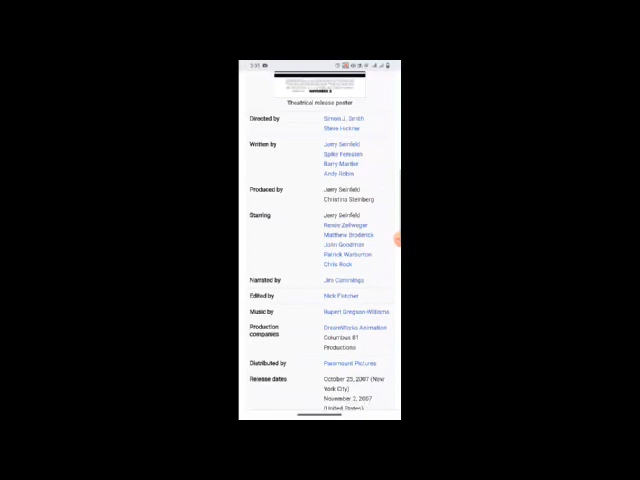 NOVEMBER 2
Theatrical release poster
Directed by Simon J. Smith
Steve Hickner
Written by Jerry Seinfeld
Spike Feresten
Barry Marder
Andy Robin
Produced by Jerry Seinfeld
Christina Steinberg
Starring Jerry Seinfeld
Renée Zellweger
Matthew Broderick
John Goodman
Patrick Warburton
Chris Rock
Narrated by Jim Cummings
Edited by Nick Fletcher
Music by Rupert Gregson-Williams
Production DreamWorks Animation
companies Columbus 81
Productions
Distributed by Paramount Pictures
Release dates October 25, 2007 (New
York City)
November 2, 2007
(United States)